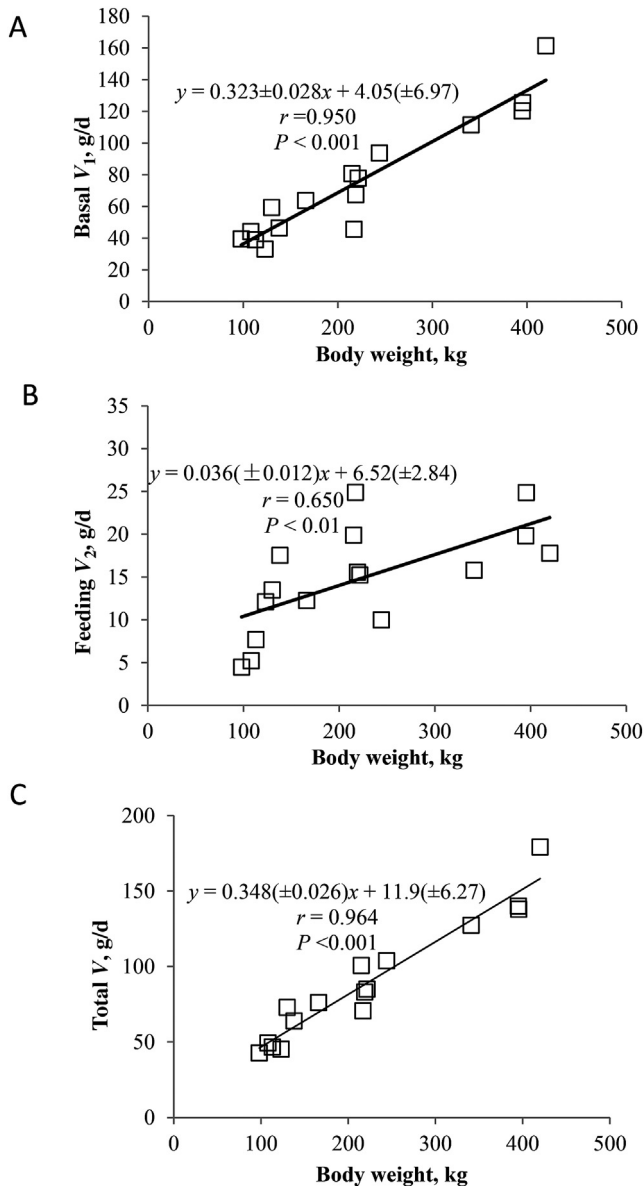 A
180
160
140
120
100
80
60
40
20
0
y = 0.323±0.028x + 4.05(±6.97)
r =0.950
P < 0.001
Basal V1, g/d
0 100 200 300 400 500
Body weight, kg
B
35
30
25
20
15
10
5
0
y = 0.036(±0.012)x + 6.52(±2.84)
r = 0.650
P < 0.01
Feeding V2, g/d
0 100 200 300 400 500
Body weight, kg
C
200
150
100
50
0
y = 0.348(±0.026)x + 11.9(±6.27)
r = 0.964
P <0.001
Total V, g/d
0 100 200 300 400 500
Body weight, kg